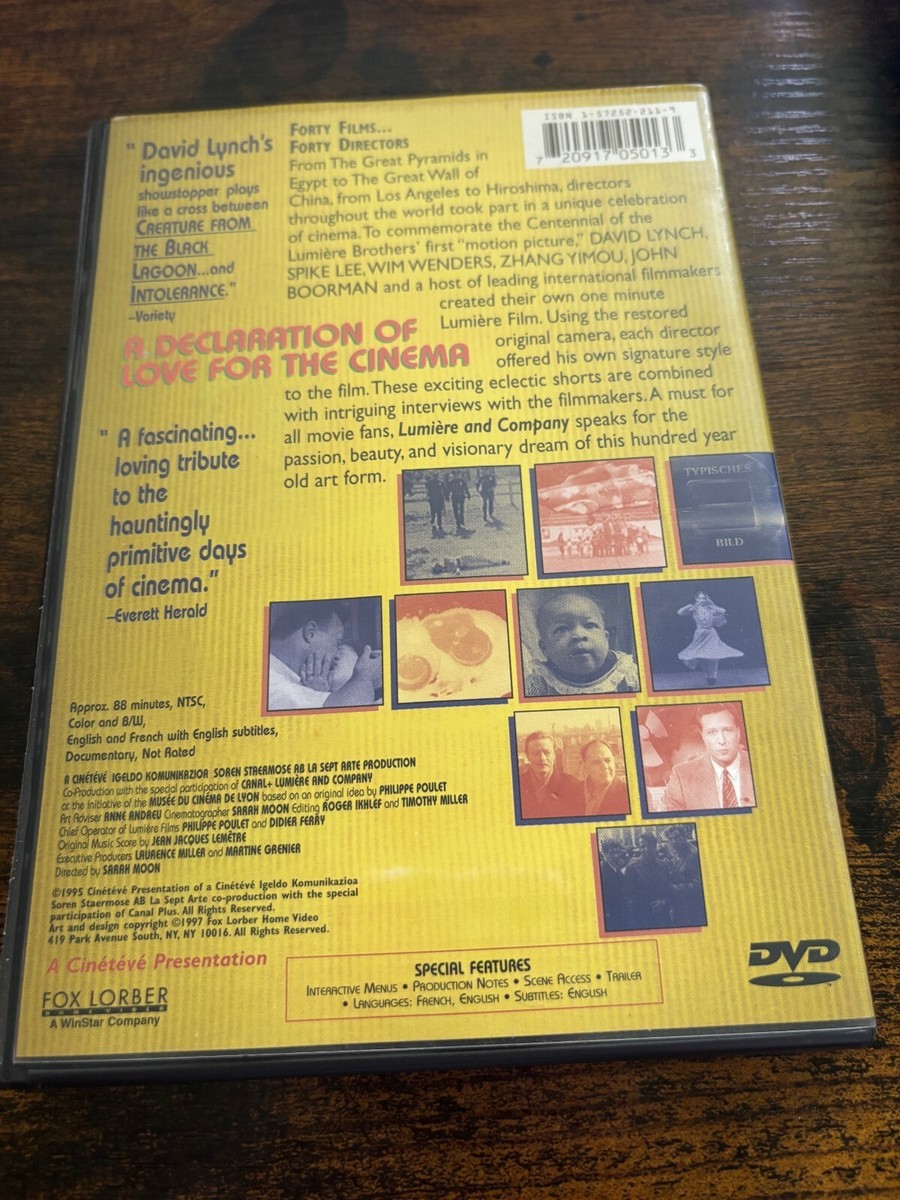 " David Lynch's
ingenious
showstopper plays
like a cross between
CREATURE FROM
THE BLACK
LAGOON...and
INTOLERANCE."
–Variety
FORTY FILMS...
FORTY DIRECTORS
From The Great Pyramids in
Egypt to The Great Wall of
China, from Los Angeles to Hiroshima, directors
throughout the world took part in a unique celebration
of cinema. To commemorate the Centennial of the
Lumière Brothers' first "motion picture," DAVID LYNCH,
SPIKE LEE, WIM WENDERS, ZHANG YIMOU, JOHN
BOORMAN and a host of leading international filmmakers
created their own one minute
Lumière Film. Using the restored
original camera, each director
offered his own signature style
to the film. These exciting eclectic shorts are combined
with intriguing interviews with the filmmakers. A must for
all movie fans, Lumière and Company speaks for the
passion, beauty, and visionary dream of this hundred year
old art form.
ISBN 1-57252-211-9
7 20917 05013 3
A DECLARATION OF
LOVE FOR THE CINEMA
" A fascinating...
loving tribute
to the
hauntingly
primitive days
of cinema."
–Everett Herald
TYPISCHES
BILD
Approx. 88 minutes, NTSC,
Color and B/W,
English and French with English subtitles,
Documentary, Not Rated
A CINÉTÉVÉ IGELDO KOMUNIKAZIOA SOREN STAERMOSE AB LA SEPT ARTE PRODUCTION
Co-Production with the special participation of CANAL+ LUMIÈRE AND COMPANY
at the Initiative of the MUSÉE DU CINÉMA DE LYON based on an original idea by PHILIPPE POULET
Art Adviser ANNE ANDREU Cinematographer SARAH MOON Editing ROGER IKHLEF and TIMOTHY MILLER
Chief Operator of Lumière Films PHILIPPE POULET and DIDIER FERRY
Original Music Score by JEAN JACQUES LEMÊTRE
Executive Producers LAURENCE MILLER and MARTINE GRENIER
Directed by SARAH MOON
©1995 Cinétévé Presentation of a Cinétévé Igeldo Komunikazioa
Soren Staermose AB La Sept Arte co-production with the special
participation of Canal Plus. All Rights Reserved.
Art and design copyright ©1997 Fox Lorber Home Video
419 Park Avenue South, NY, NY 10016. All Rights Reserved.
A Cinétévé Presentation
FOX LORBER
HOME VIDEO
A WinStar Company
SPECIAL FEATURES
INTERACTIVE MENUS • PRODUCTION NOTES • SCENE ACCESS • TRAILER
• LANGUAGES: FRENCH, ENGLISH • SUBTITLES: ENGLISH
DVD